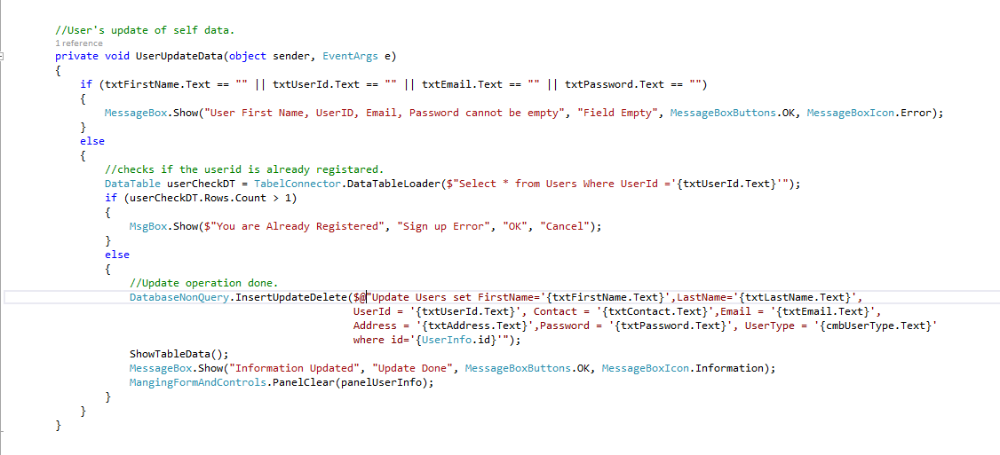 //User's update of self data.
1 reference
private void UserUpdateData(object sender, EventArgs e)
{
if (txtFirstName.Text == "" || txtUserId.Text == "" || txtEmail.Text == "" || txtPassword.Text == "")
{
MessageBox.Show("User First Name, UserID, Email, Password cannot be empty", "Field Empty", MessageBoxButtons.OK, MessageBoxIcon.Error);
}
else
{
//checks if the userid is already registared.
DataTable userCheckDT = TabelConnector.DataTableLoader($"Select * from Users Where UserId ='{txtUserId.Text}'");
if (userCheckDT.Rows.Count > 1)
{
MsgBox.Show($"You are Already Registered", "Sign up Error", "OK", "Cancel");
}
else
{
//Update operation done.
DatabaseNonQuery.InsertUpdateDelete($@"Update Users set FirstName='{txtFirstName.Text}',LastName='{txtLastName.Text}',
UserId = '{txtUserId.Text}', Contact = '{txtContact.Text}',Email = '{txtEmail.Text}',
Address = '{txtAddress.Text}',Password = '{txtPassword.Text}', UserType = '{cmbUserType.Text}'
where id='{UserInfo.id}'");
ShowTableData();
MessageBox.Show("Information Updated", "Update Done", MessageBoxButtons.OK, MessageBoxIcon.Information);
MangingFormAndControls.PanelClear(panelUserInfo);
}
}
}